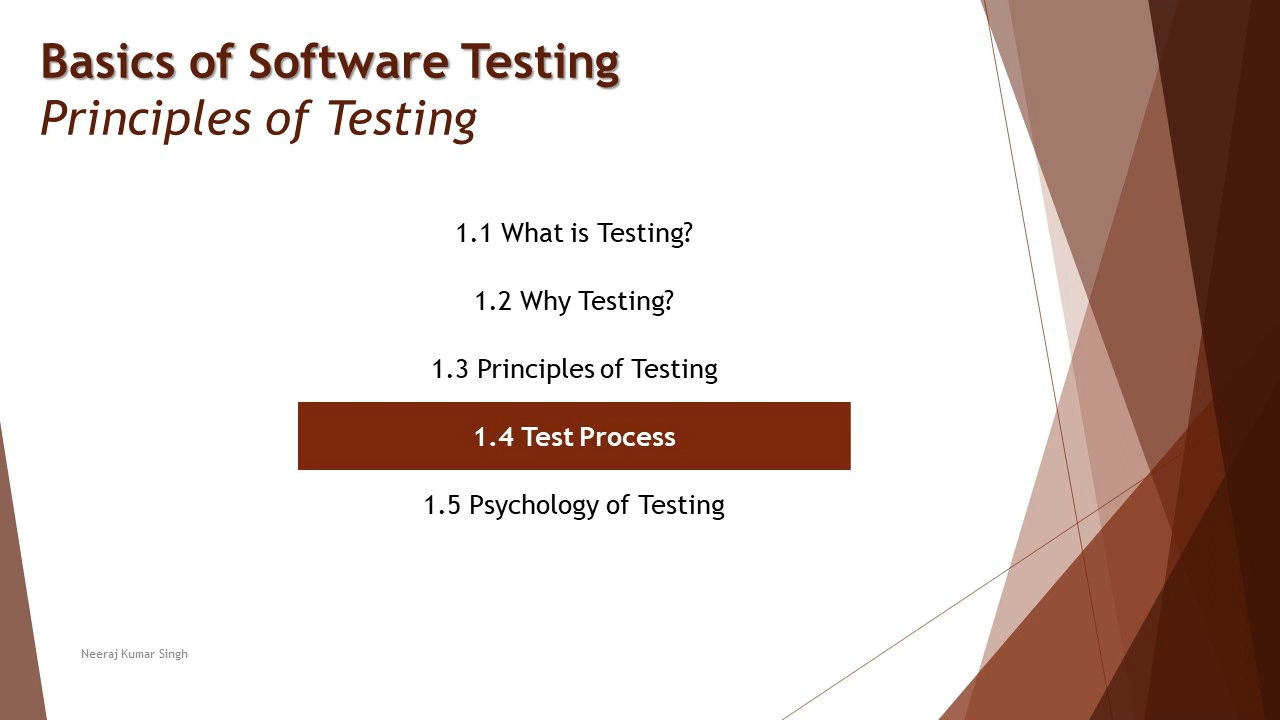 Basics of Software Testing
Principles of Testing
1.1 What is Testing?
1.2 Why Testing?
1.3 Principles of Testing
1.4 Test Process
1.5 Psychology of Testing
Neeraj Kumar Singh